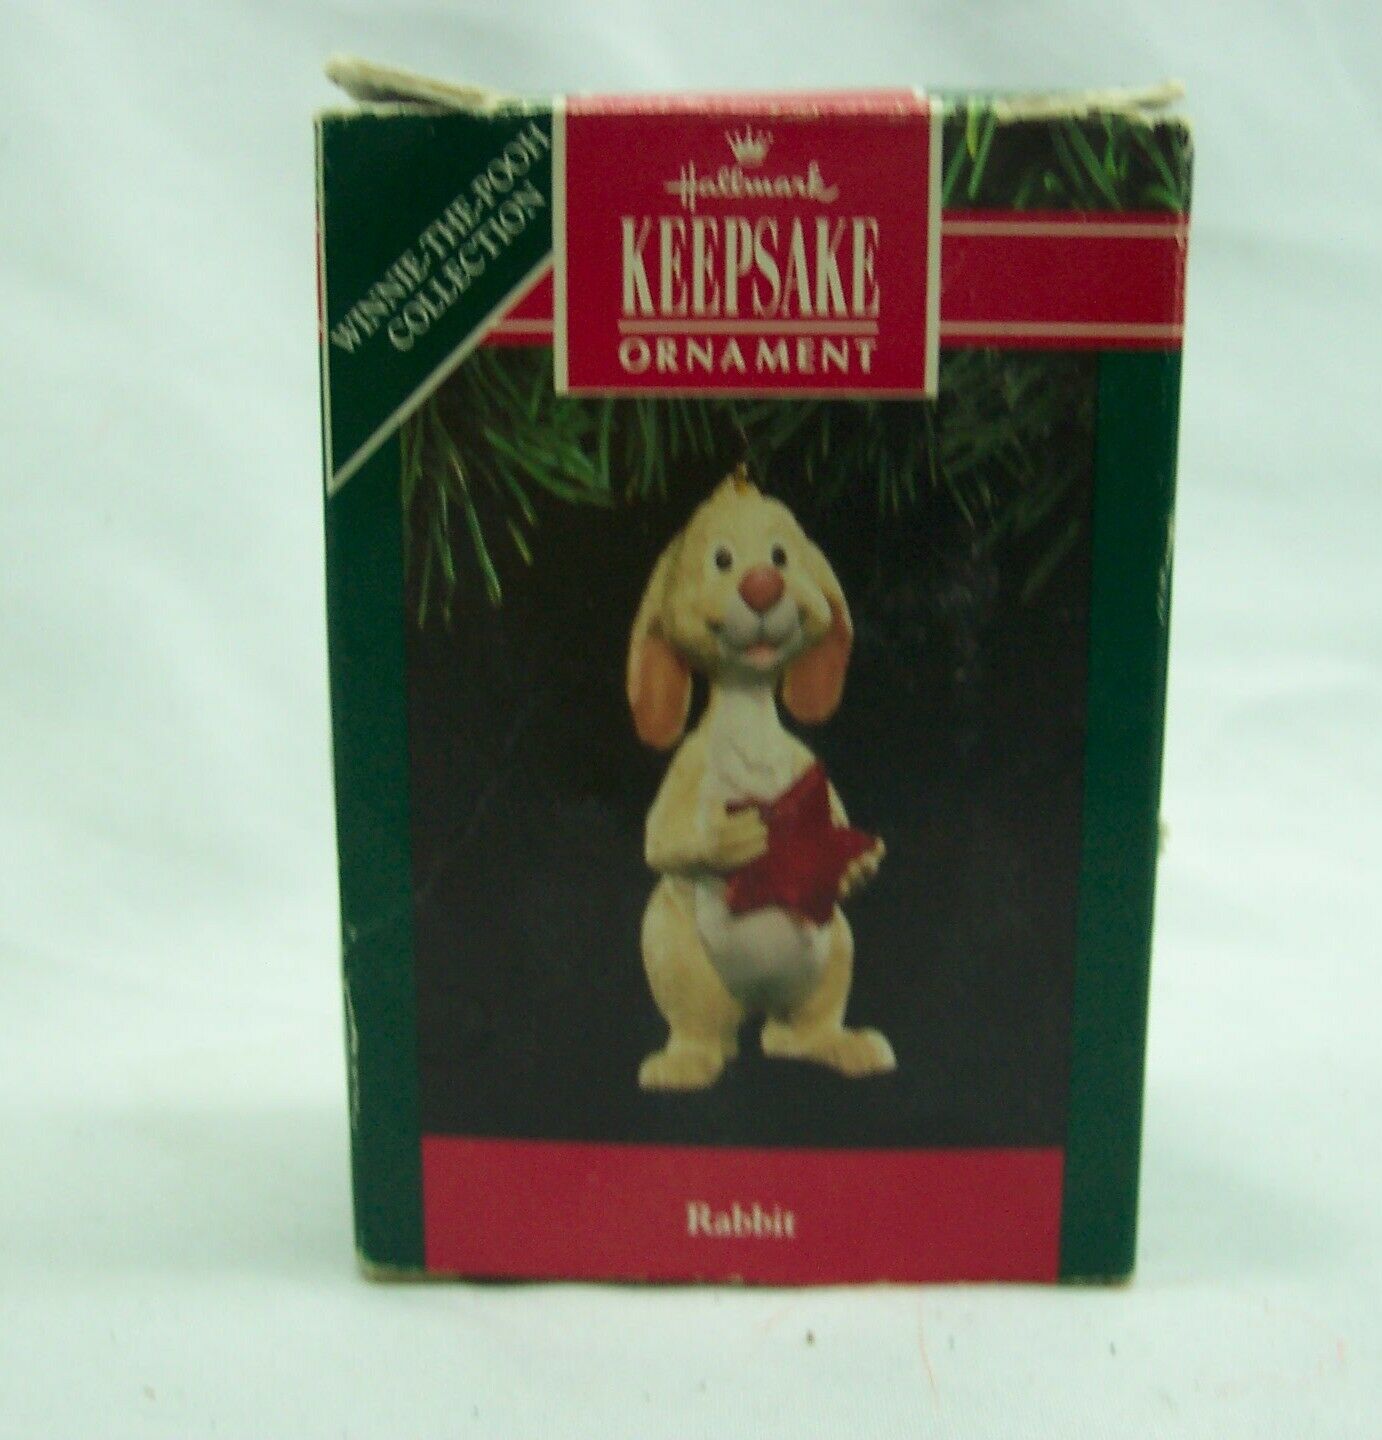 WINNIE-THE-POOH
COLLECTION
Hallmark
KEEPSAKE
ORNAMENT
Rabbit